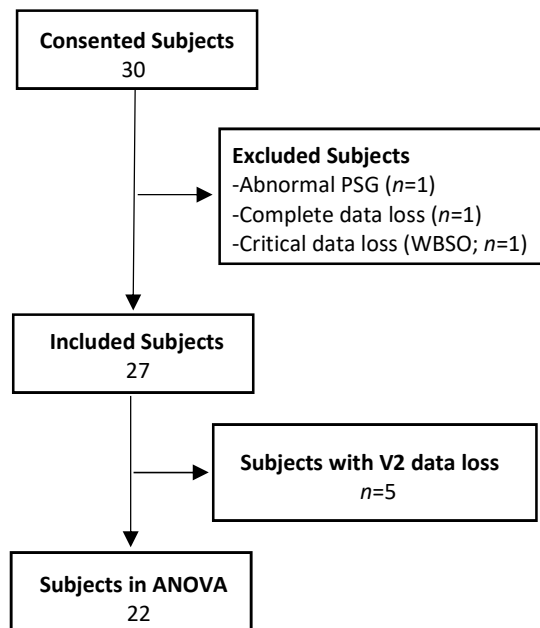 Consented Subjects
30
Excluded Subjects
-Abnormal PSG (n=1)
-Complete data loss (n=1)
-Critical data loss (WBSO; n=1)
Included Subjects
27
Subjects with V2 data loss
n=5
Subjects in ANOVA
22